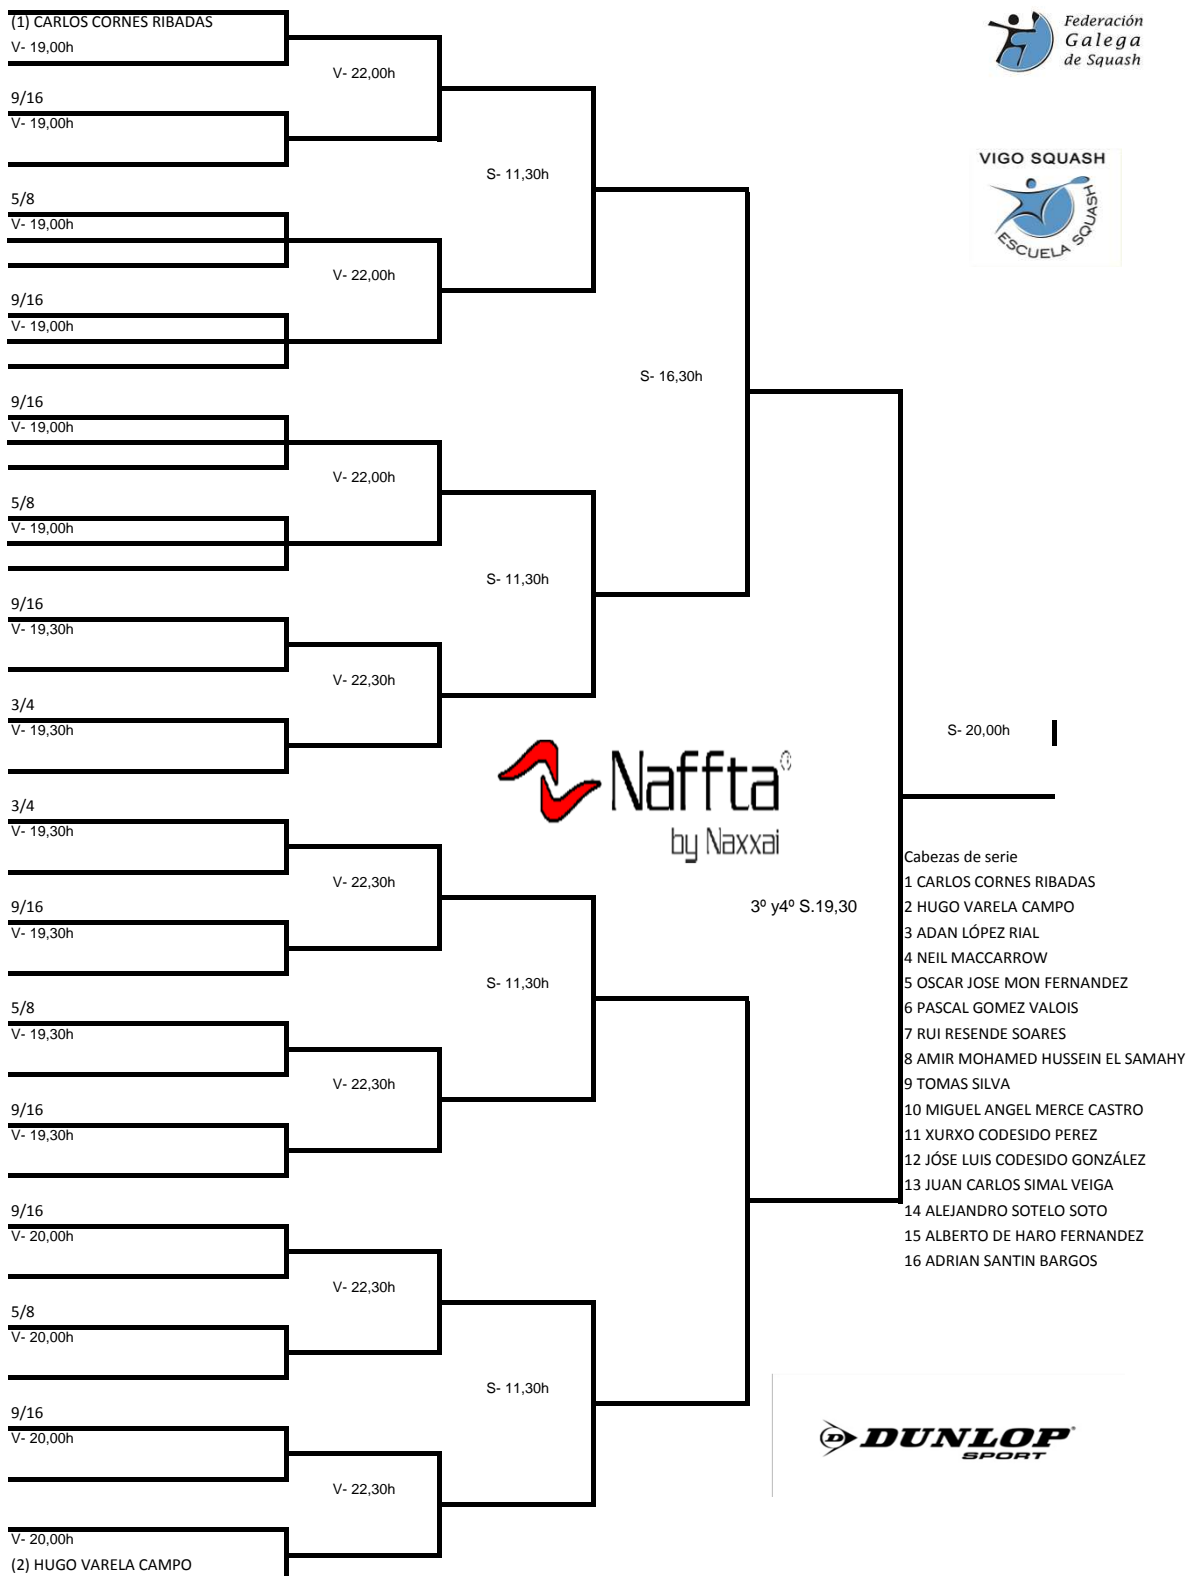 (1) CARLOS CORNES RIBADAS
V- 19,00h
V- 22,00h
9/16
V- 19,00h
S- 11,30h
5/8
V- 19,00h
V- 22,00h
9/16
V- 19,00h
S- 16,30h
9/16
V- 19,00h
V- 22,00h
5/8
V- 19,00h
S- 11,30h
9/16
V- 19,30h
V- 22,30h
3/4
V- 19,30h
S- 20,00h
3/4
V- 19,30h
V- 22,30h
9/16
V- 19,30h
S- 11,30h
5/8
V- 19,30h
V- 22,30h
9/16
V- 19,30h
9/16
V- 20,00h
V- 22,30h
5/8
V- 20,00h
S- 11,30h
9/16
V- 20,00h
V- 22,30h
V- 20,00h
(2) HUGO VARELA CAMPO
Federación
Galega
de Squash
VIGO SQUASH
ESCUELA SQUASH
Naffta®
by Naxxai
3º y4º S.19,30
Cabezas de serie
1 CARLOS CORNES RIBADAS
2 HUGO VARELA CAMPO
3 ADAN LÓPEZ RIAL
4 NEIL MACCARROW
5 OSCAR JOSE MON FERNANDEZ
6 PASCAL GOMEZ VALOIS
7 RUI RESENDE SOARES
8 AMIR MOHAMED HUSSEIN EL SAMAHY
9 TOMAS SILVA
10 MIGUEL ANGEL MERCE CASTRO
11 XURXO CODESIDO PEREZ
12 JÓSE LUIS CODESIDO GONZÁLEZ
13 JUAN CARLOS SIMAL VEIGA
14 ALEJANDRO SOTELO SOTO
15 ALBERTO DE HARO FERNANDEZ
16 ADRIAN SANTIN BARGOS
D DUNLOP
SPORT